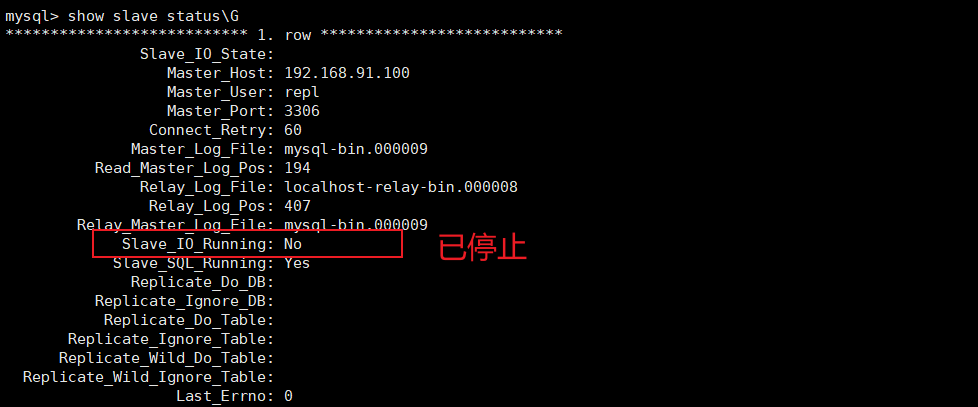 mysql> show slave status\G
*************************** 1. row ***************************
Slave_IO_State:
Master_Host: 192.168.91.100
Master_User: repl
Master_Port: 3306
Connect_Retry: 60
Master_Log_File: mysql-bin.000009
Read_Master_Log_Pos: 194
Relay_Log_File: localhost-relay-bin.000008
Relay_Log_Pos: 407
Relay_Master_Log_File: mysql-bin.000009
Slave_IO_Running: No 已停止
Slave_SQL_Running: Yes
Replicate_Do_DB:
Replicate_Ignore_DB:
Replicate_Do_Table:
Replicate_Ignore_Table:
Replicate_Wild_Do_Table:
Replicate_Wild_Ignore_Table:
Last_Errno: 0